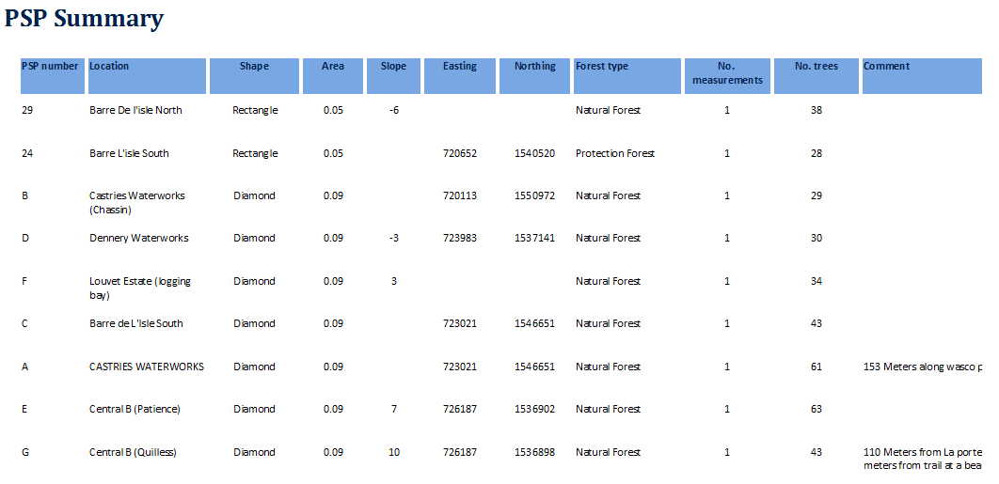 PSP Summary
PSP number Location Shape Area Slope Easting Northing Forest type No. measurements No. trees Comment
29 Barre De l'isle North Rectangle 0.05 -6 Natural Forest 1 38
24 Barre L'isle South Rectangle 0.05 720652 1540520 Protection Forest 1 28
B Castries Waterworks (Chassin) Diamond 0.09 720113 1550972 Natural Forest 1 29
D Dennery Waterworks Diamond 0.09 -3 723983 1537141 Natural Forest 1 30
F Louvet Estate (logging bay) Diamond 0.09 3 Natural Forest 1 34
C Barre de L'Isle South Diamond 0.09 723021 1546651 Natural Forest 1 43
A CASTRIES WATERWORKS Diamond 0.09 723021 1546651 Natural Forest 1 61 153 Meters along wasco p
E Central B (Patience) Diamond 0.09 7 726187 1536902 Natural Forest 1 63
G Central B (Quilless) Diamond 0.09 10 726187 1536898 Natural Forest 1 43 110 Meters from La porte
meters from trail at a bea